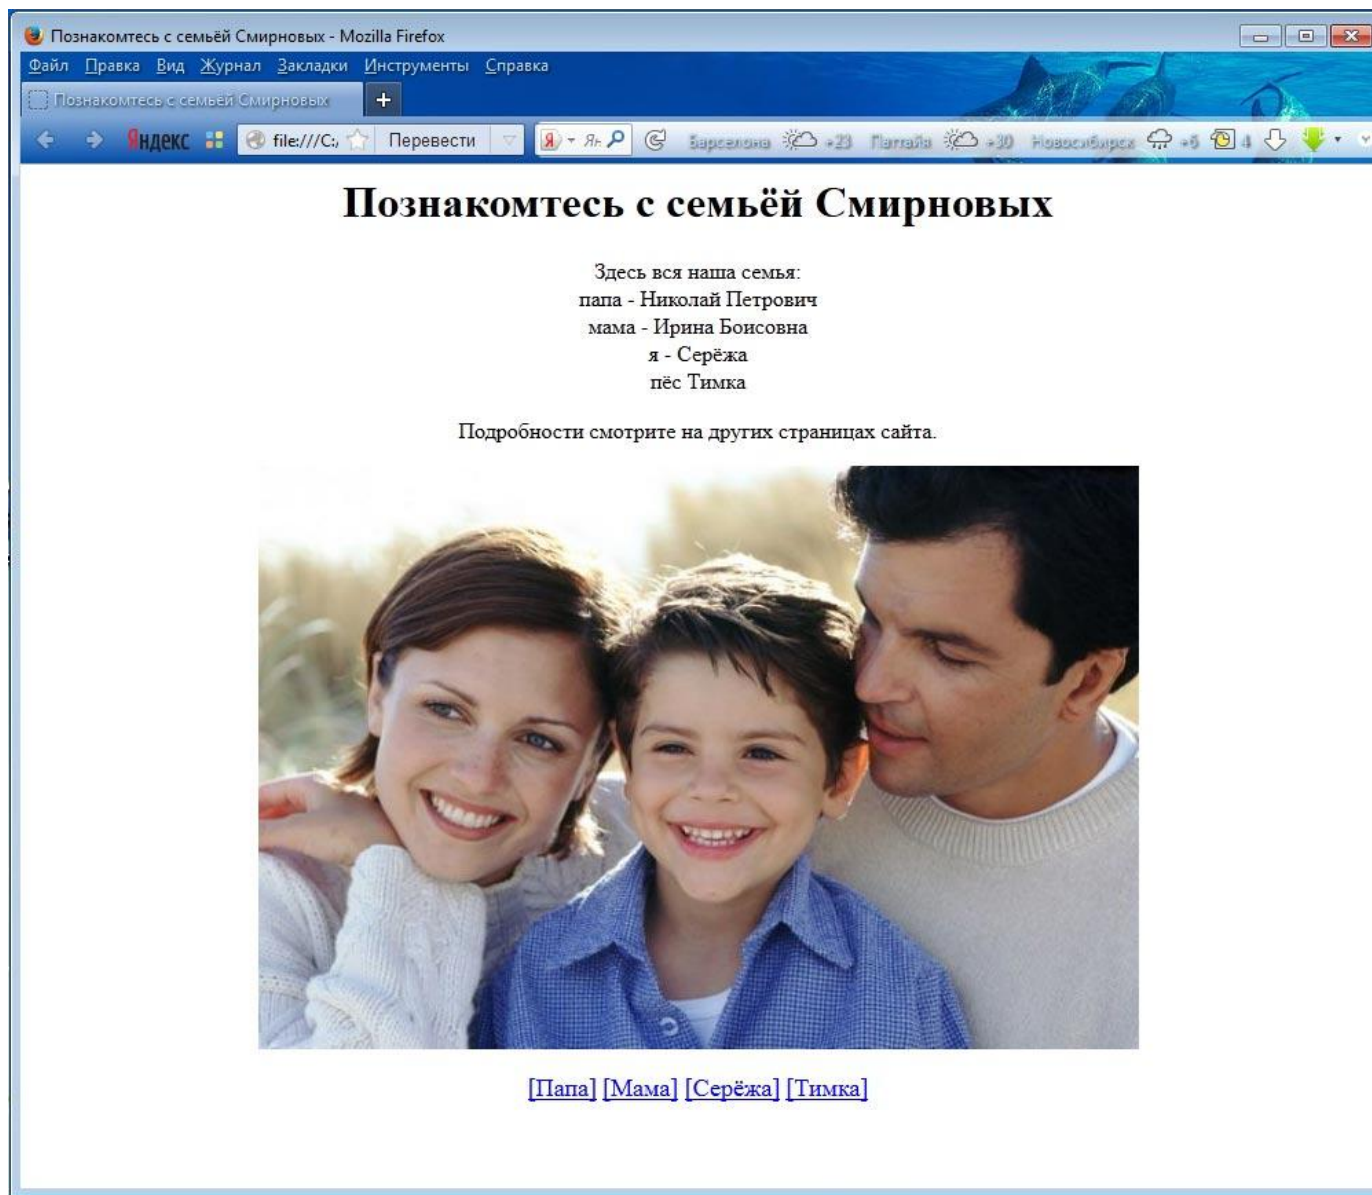 Познакомтесь с семьёй Смирновых - Mozilla Firefox
Файл Правка Вид Журнал Закладки Инструменты Справка
Познакомтесь с семьёй Смирновых
Яндекс file:///C:, Перевести Я Барселона +23 Паттайя +30 Новосибирск +6 4
Познакомтесь с семьёй Смирновых
Здесь вся наша семья:
папа - Николай Петрович
мама - Ирина Боисовна
я - Серёжа
пёс Тимка
Подробности смотрите на других страницах сайта.
[Папа] [Мама] [Серёжа] [Тимка]